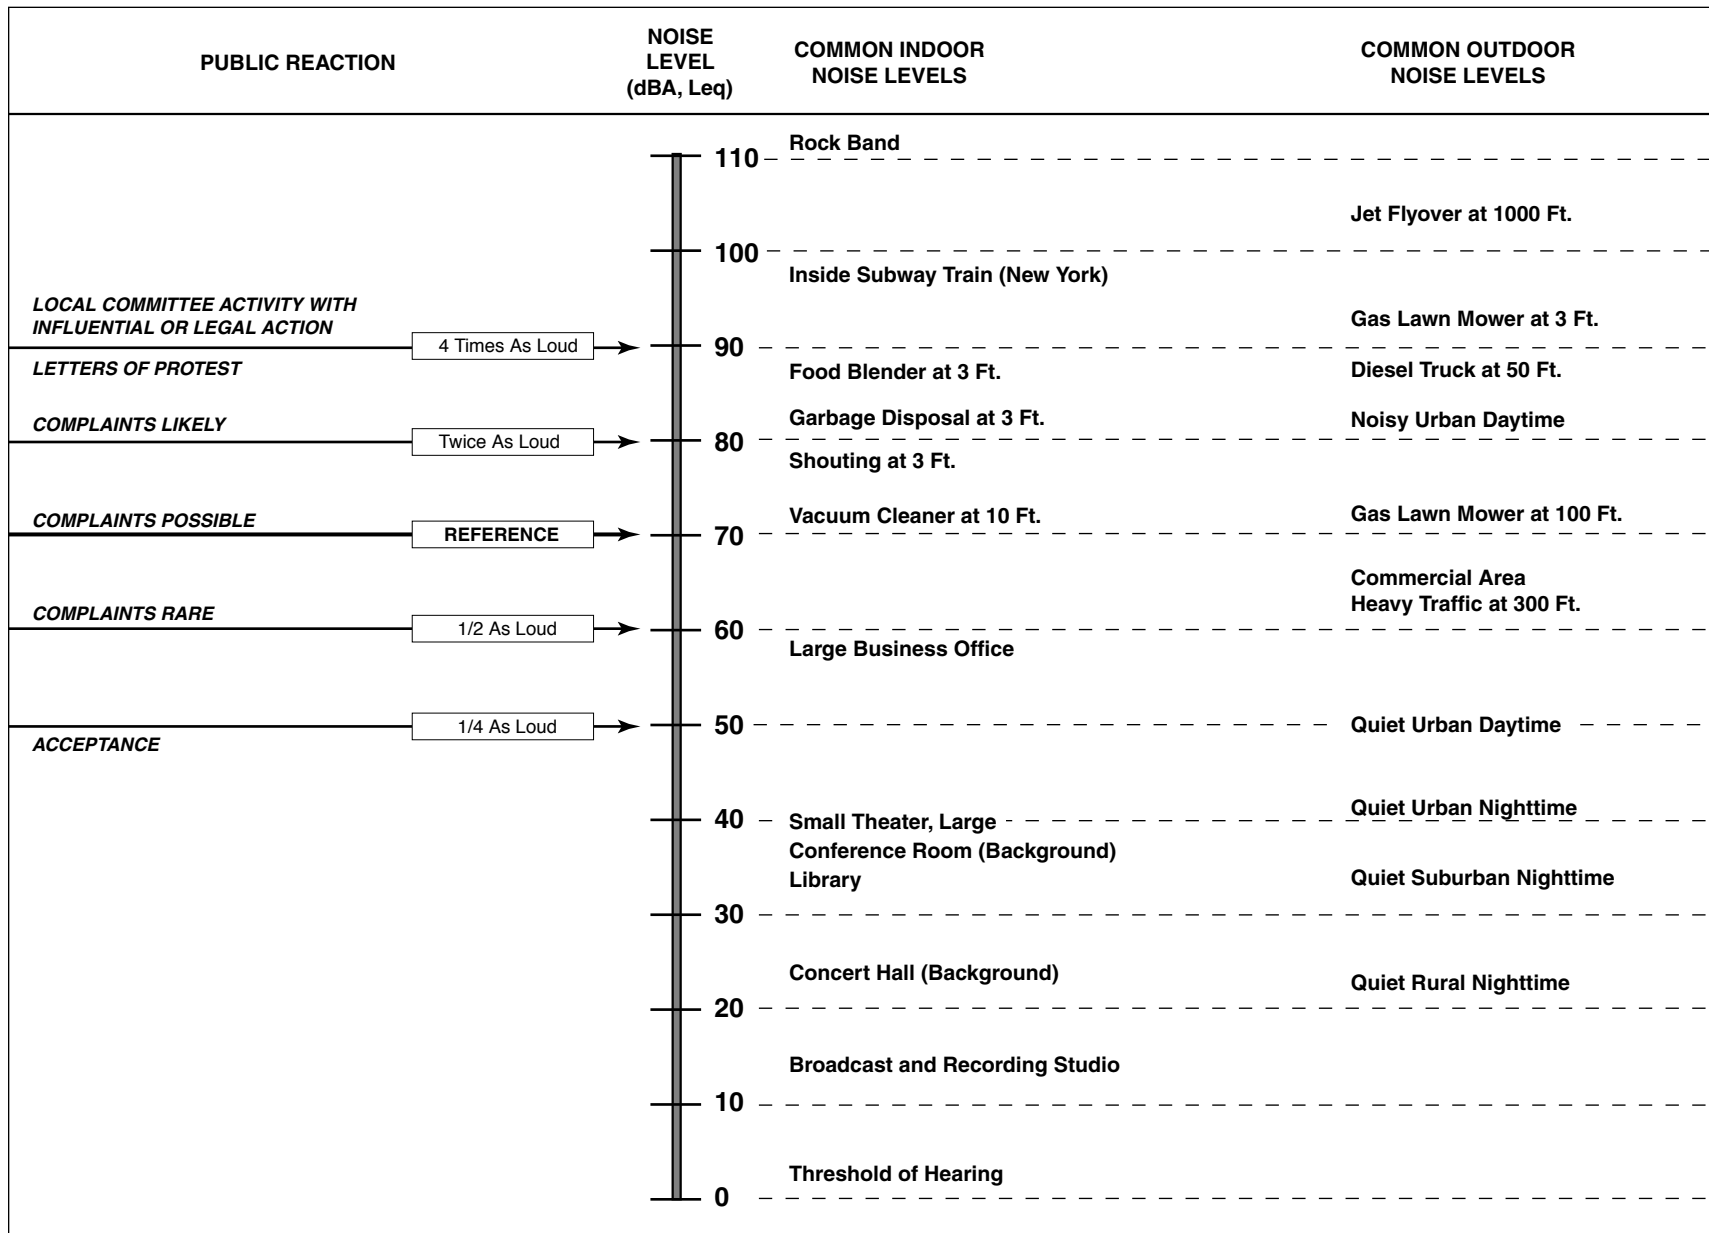 PUBLIC REACTION
NOISE
LEVEL
(dBA, Leq)
COMMON INDOOR
NOISE LEVELS
COMMON OUTDOOR
NOISE LEVELS
Rock Band
110
Jet Flyover at 1000 Ft.
100
Inside Subway Train (New York)
LOCAL COMMITTEE ACTIVITY WITH
INFLUENTIAL OR LEGAL ACTION
Gas Lawn Mower at 3 Ft.
4 Times As Loud
90
LETTERS OF PROTEST
Food Blender at 3 Ft.
Diesel Truck at 50 Ft.
COMPLAINTS LIKELY
Garbage Disposal at 3 Ft.
Noisy Urban Daytime
Twice As Loud
80
Shouting at 3 Ft.
COMPLAINTS POSSIBLE
Vacuum Cleaner at 10 Ft.
Gas Lawn Mower at 100 Ft.
REFERENCE
70
Commercial Area
Heavy Traffic at 300 Ft.
COMPLAINTS RARE
1/2 As Loud
60
Large Business Office
1/4 As Loud
50
Quiet Urban Daytime
ACCEPTANCE
Quiet Urban Nighttime
40
Small Theater, Large
Conference Room (Background)
Library
Quiet Suburban Nighttime
30
Concert Hall (Background)
Quiet Rural Nighttime
20
Broadcast and Recording Studio
10
Threshold of Hearing
0